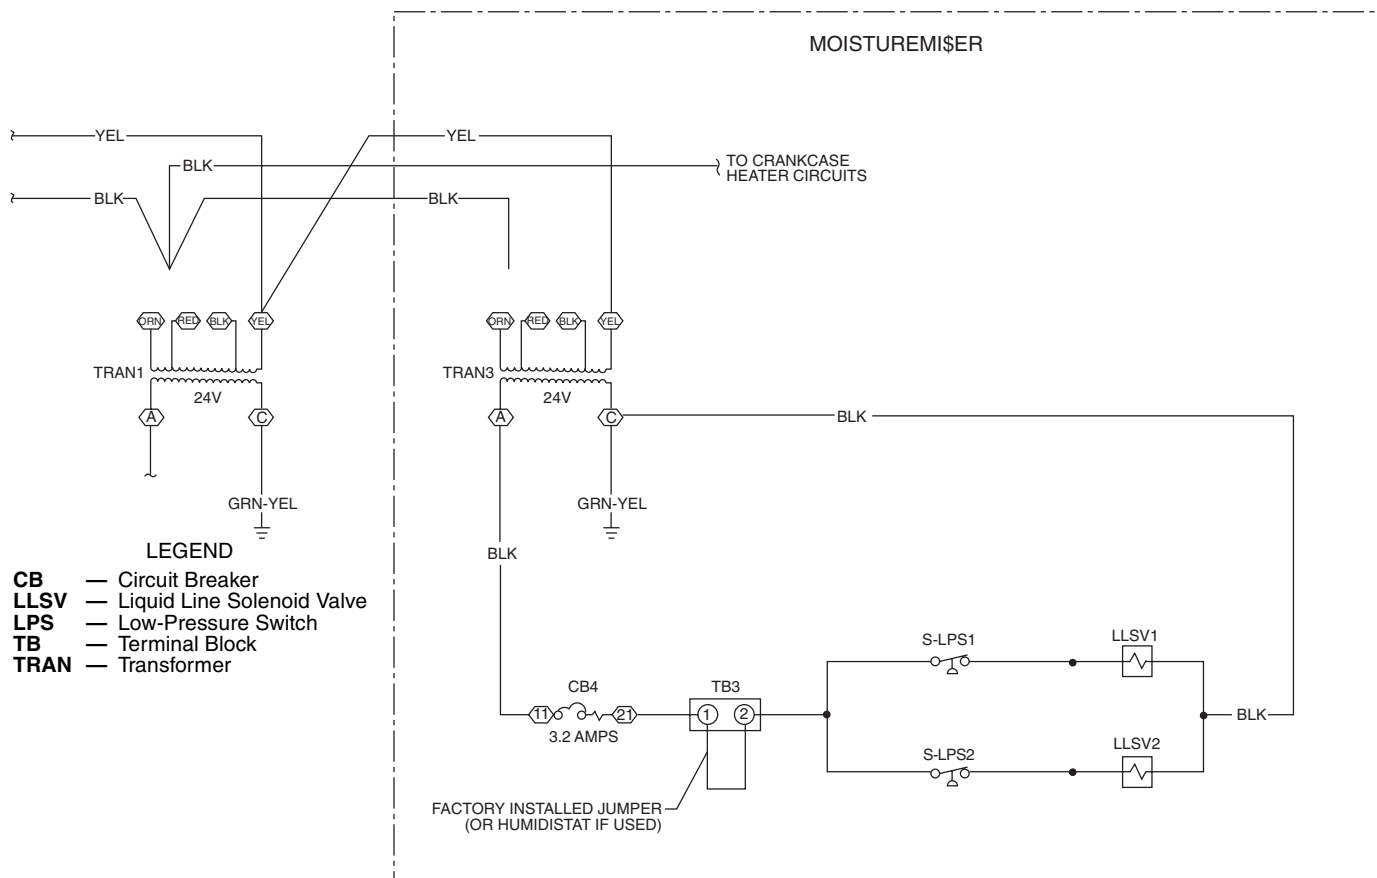 MOISTUREMI$ER
YEL
YEL
BLK
TO CRANKCASE
HEATER CIRCUITS
BLK
BLK
ORN RED BLK YEL
ORN RED BLK YEL
TRAN1
TRAN3
24V
24V
A C
A C
BLK
GRN-YEL
GRN-YEL
BLK
LEGEND
CB — Circuit Breaker
LLSV — Liquid Line Solenoid Valve
LPS — Low-Pressure Switch
TB — Terminal Block
TRAN — Transformer
S-LPS1
LLSV1
CB4
TB3
11 21
1 2
BLK
3.2 AMPS
S-LPS2
LLSV2
FACTORY INSTALLED JUMPER
(OR HUMIDISTAT IF USED)